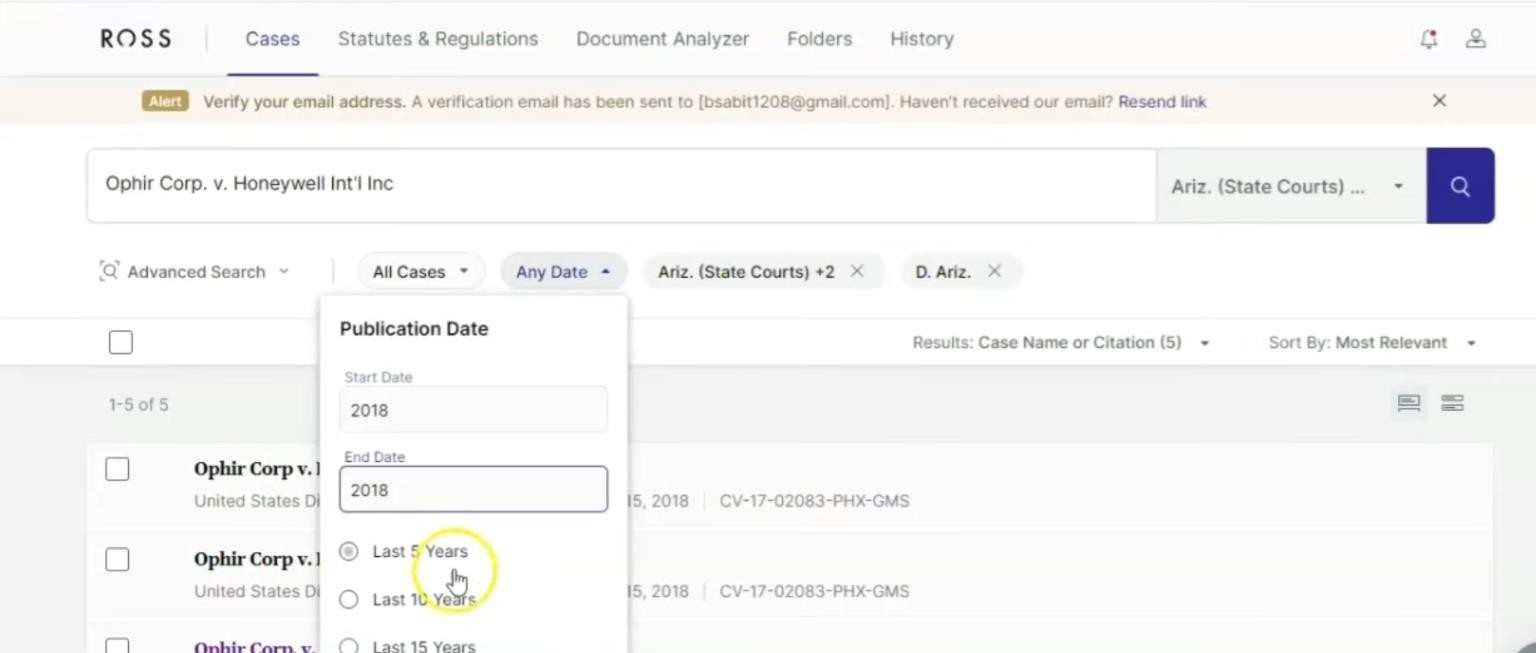 ROSS Cases Statutes & Regulations Document Analyzer Folders History
Alert Verify your email address. A verification email has been sent to [bsabit1208@gmail.com]. Haven't received our email? Resend link
Ophir Corp. v. Honeywell Int'l Inc Ariz. (State Courts) ...
Advanced Search All Cases Any Date Ariz. (State Courts) +2 D. Ariz.
Publication Date
Results: Case Name or Citation (5) Sort By: Most Relevant
Start Date
1-5 of 5
2018
End Date
Ophir Corp v.
2018
United States 15, 2018 CV-17-02083-PHX-GMS
Last 5 Years
Ophir Corp v.
United States 15, 2018 CV-17-02083-PHX-GMS
Last 10 Years
Ophir Corp. v.
Last 15 Years